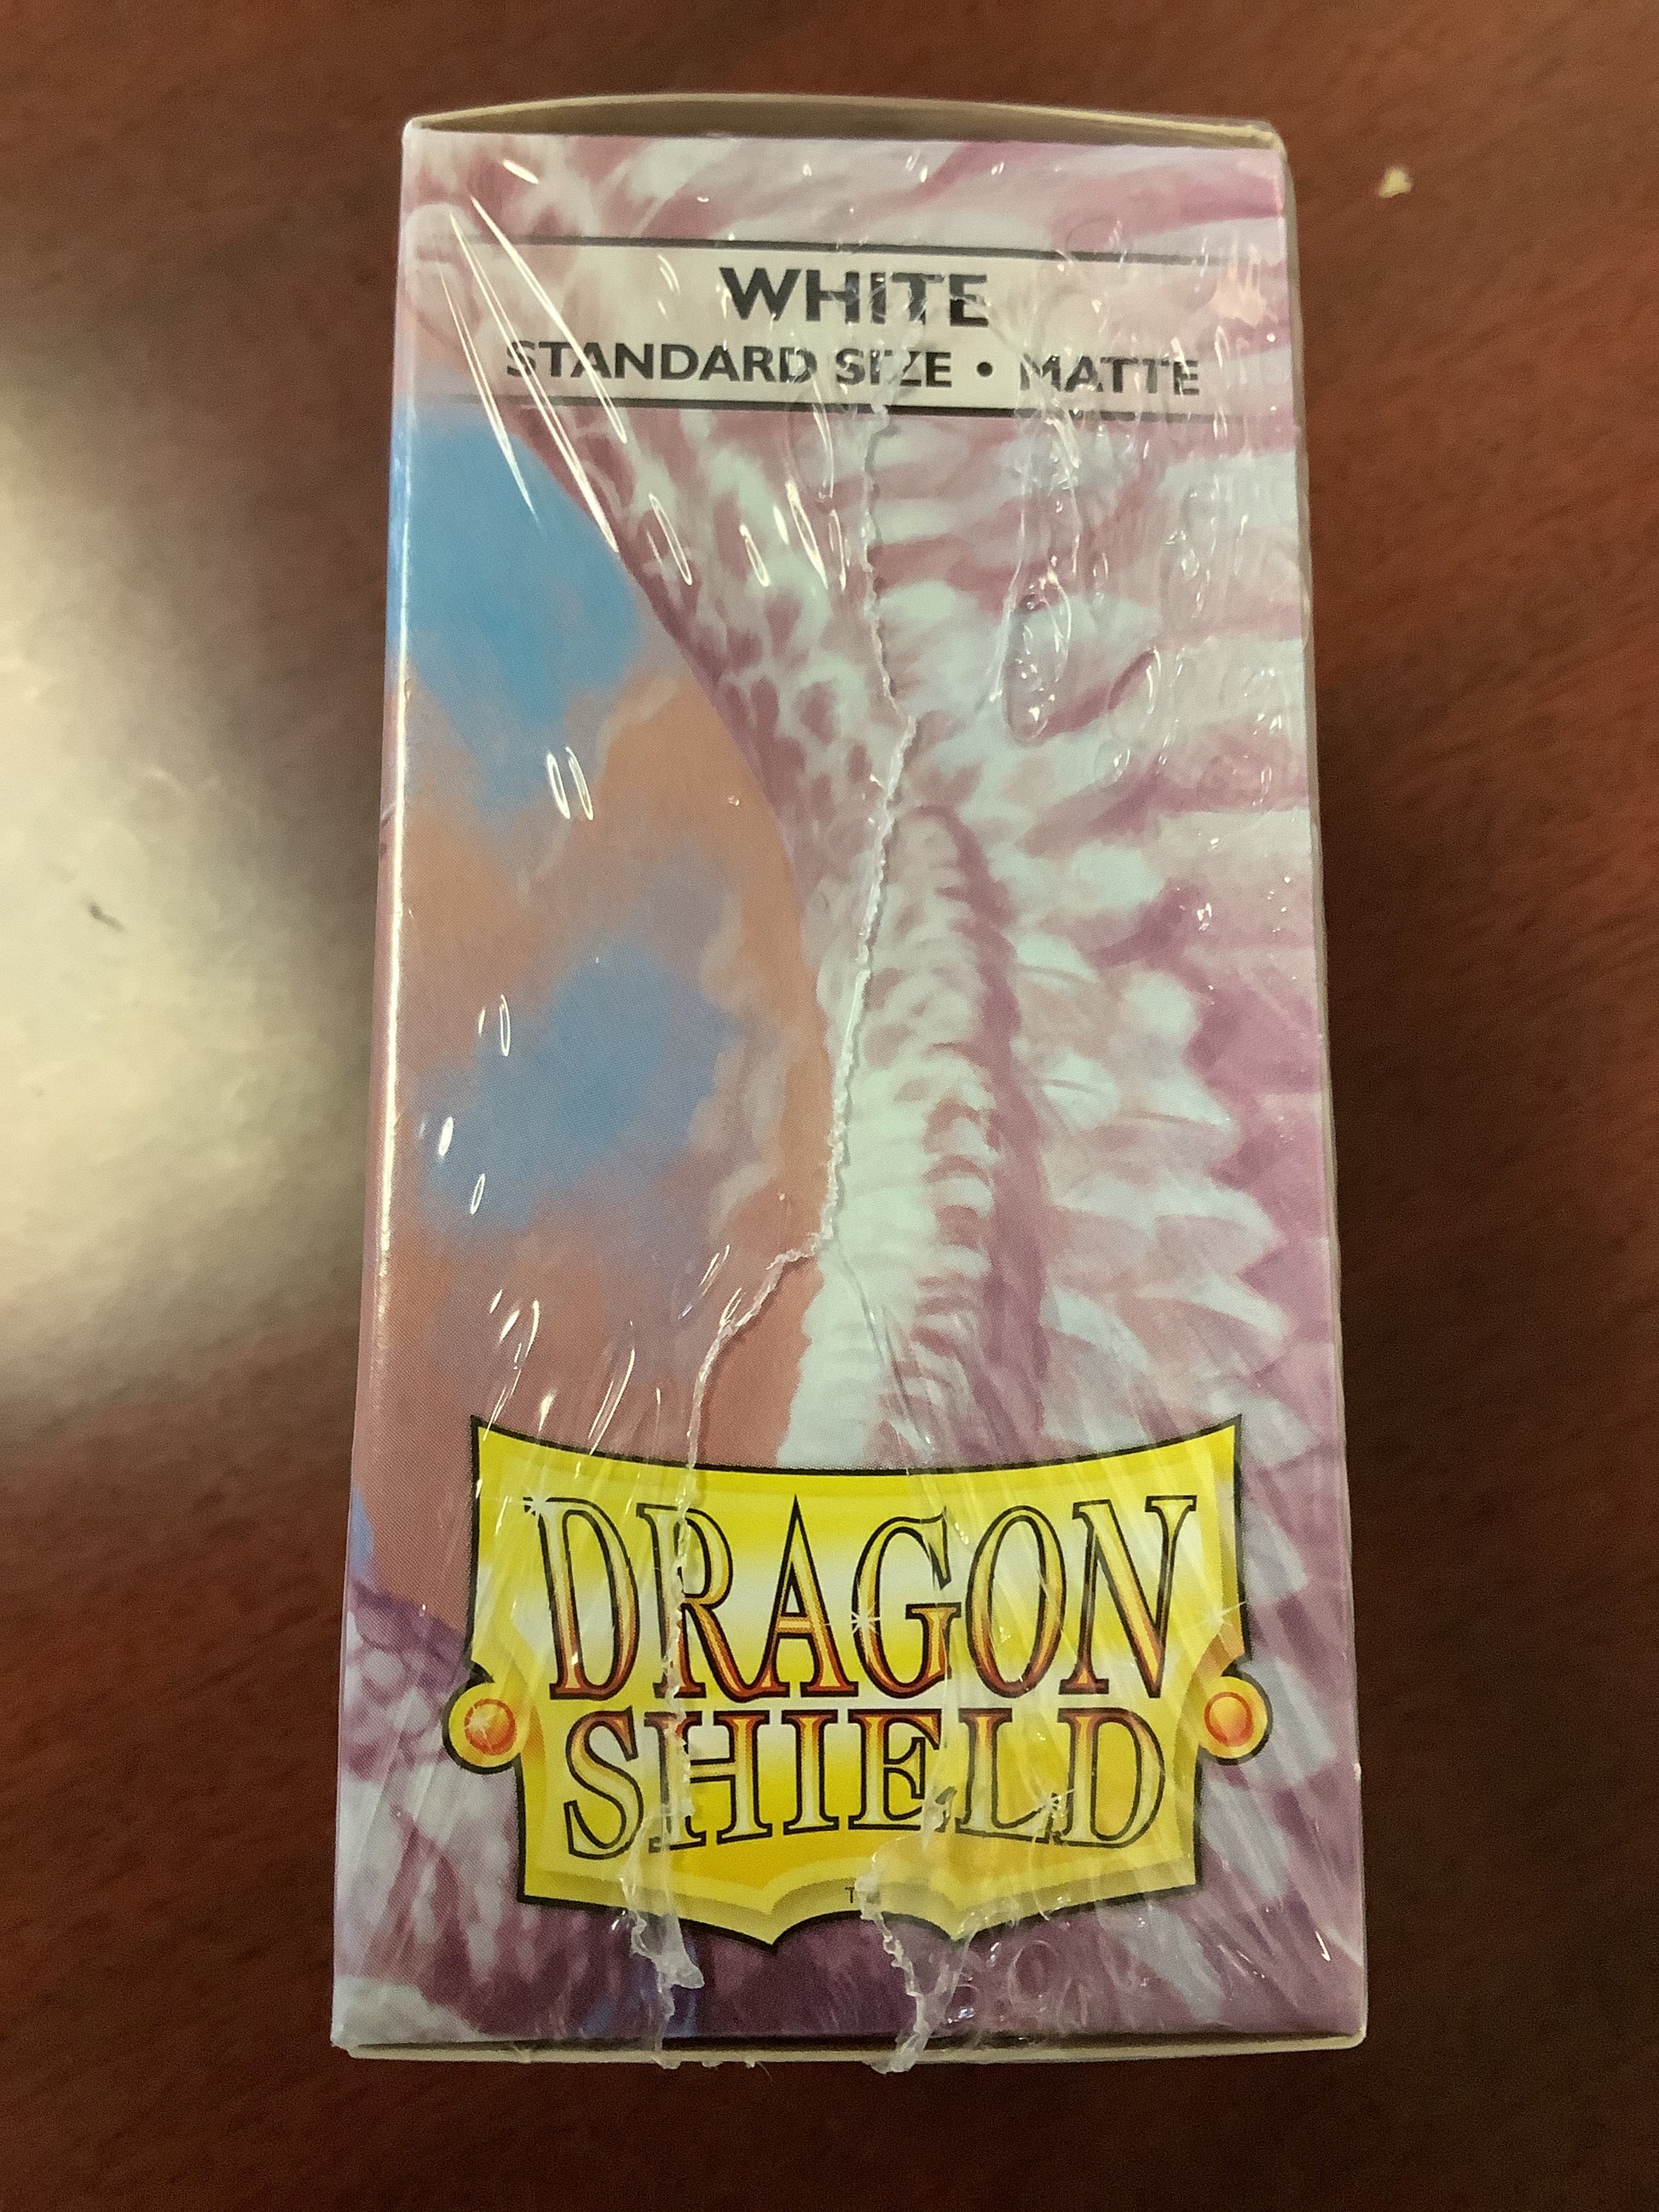 WHITE
STANDARD SIZE • MATTE
DRAGON
SHIELD